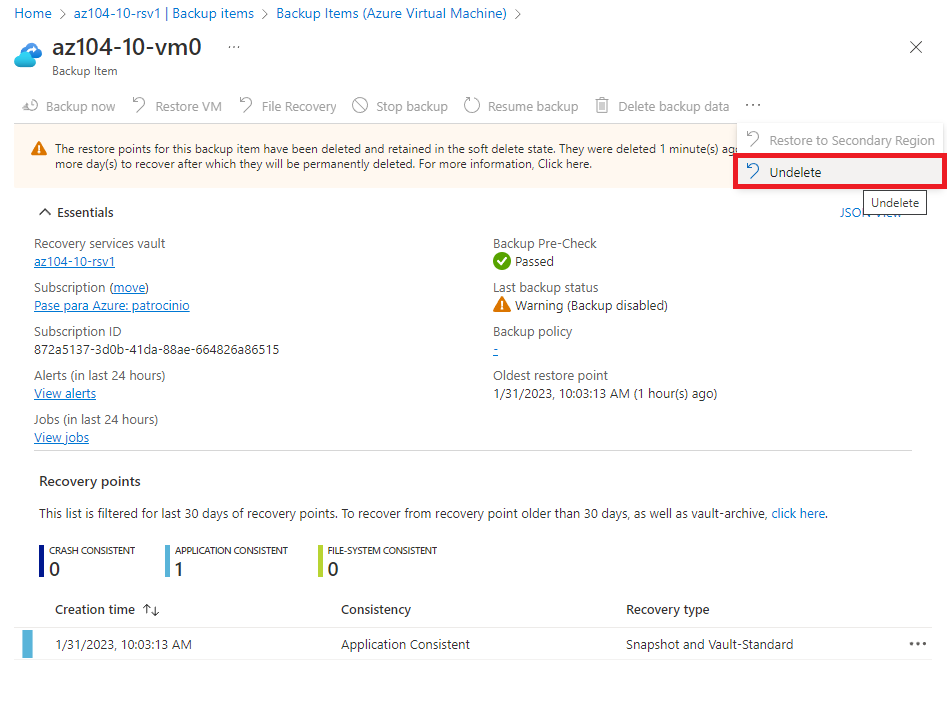 Home > az104-10-rsv1 | Backup items > Backup Items (Azure Virtual Machine) >
az104-10-vm0 ...
Backup Item
Backup now Restore VM File Recovery Stop backup Resume backup Delete backup data ...
Restore to Secondary Region
Undelete
Undelete
The restore points for this backup item have been deleted and retained in the soft delete state. They were deleted 1 minute(s)
more day(s) to recover after which they will be permanently deleted. For more information, Click here.
Essentials
JSON View
Recovery services vault
az104-10-rsv1
Subscription (move)
Pase para Azure: patrocinio
Subscription ID
872a5137-3d0b-41da-88ae-664826a86515
Alerts (in last 24 hours)
View alerts
Jobs (in last 24 hours)
View jobs
Backup Pre-Check
Passed
Last backup status
Warning (Backup disabled)
Backup policy
-
Oldest restore point
1/31/2023, 10:03:13 AM (1 hour(s) ago)
Recovery points
This list is filtered for last 30 days of recovery points. To recover from recovery point older than 30 days, as well as vault-archive, click here.
CRASH CONSISTENT
0
APPLICATION CONSISTENT
1
FILE-SYSTEM CONSISTENT
0
Creation time ↑↓ Consistency Recovery type
1/31/2023, 10:03:13 AM Application Consistent Snapshot and Vault-Standard ...